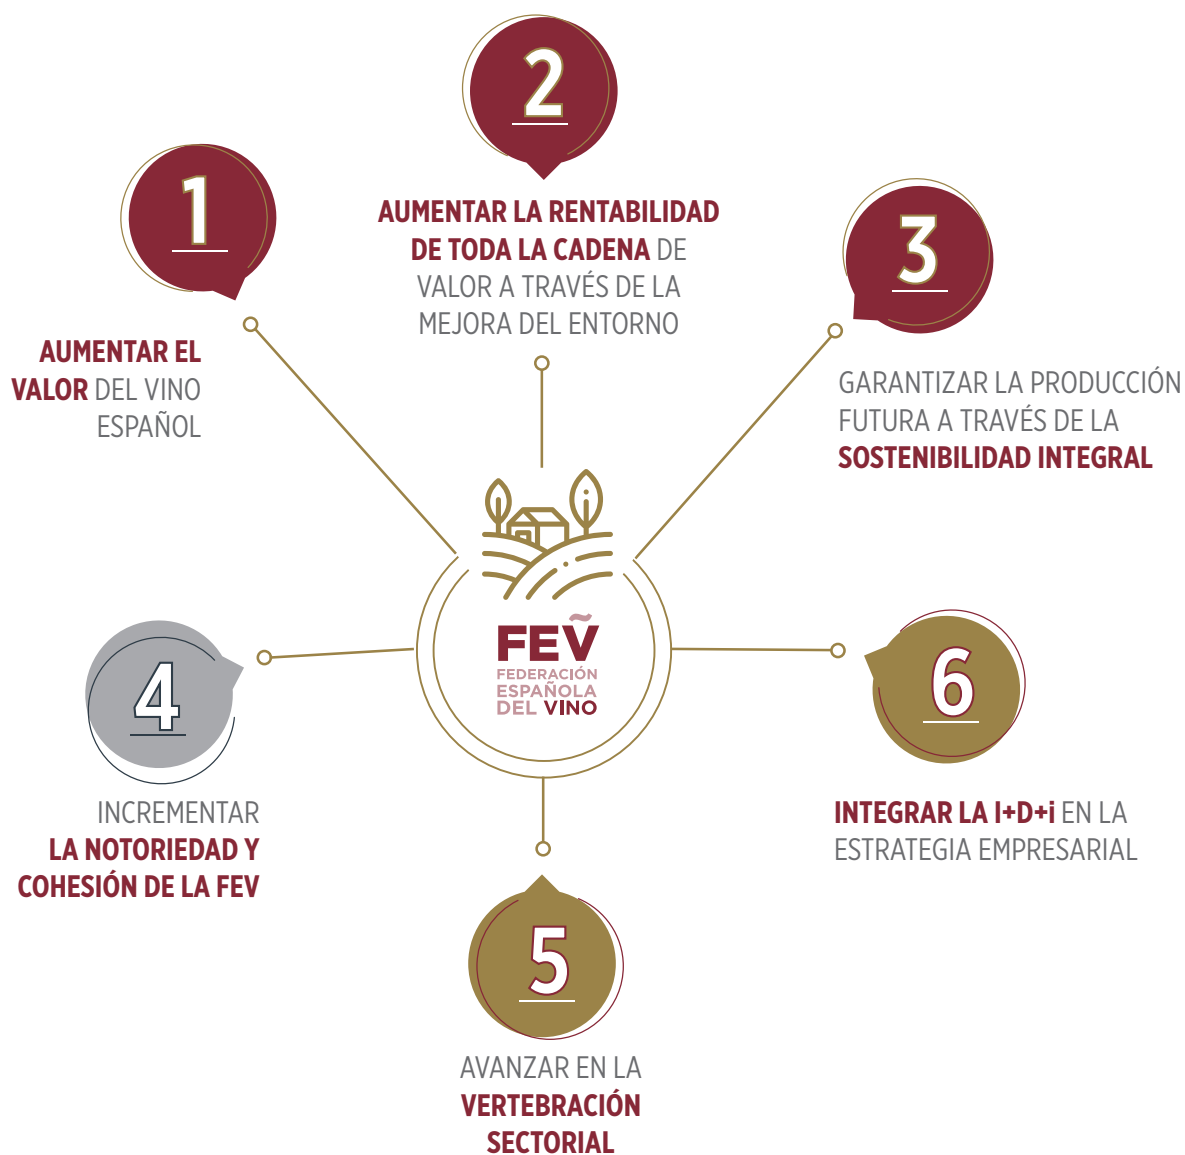 1
AUMENTAR EL
VALOR DEL VINO
ESPAÑOL
2
AUMENTAR LA RENTABILIDAD
DE TODA LA CADENA DE
VALOR A TRAVÉS DE LA
MEJORA DEL ENTORNO
3
GARANTIZAR LA PRODUCCIÓN
FUTURA A TRAVÉS DE LA
SOSTENIBILIDAD INTEGRAL
FEṼ
FEDERACIÓN
ESPAÑOLA
DEL VINO
4
INCREMENTAR
LA NOTORIEDAD Y
COHESIÓN DE LA FEV
5
AVANZAR EN LA
VERTEBRACIÓN
SECTORIAL
6
INTEGRAR LA I+D+i EN LA
ESTRATEGIA EMPRESARIAL